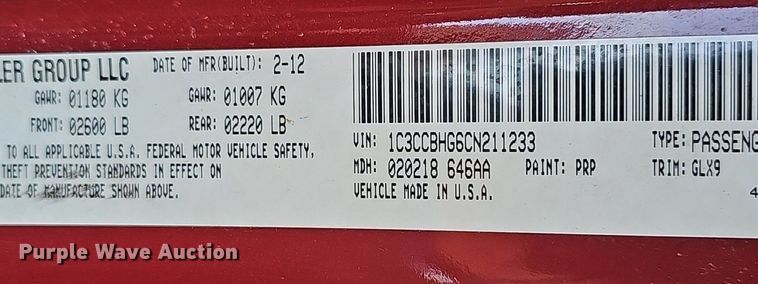 LER GROUP LLC DATE OF MFR(BUILT): 2-12
GAWR: 01180 KG GAWR: 01007 KG
FRONT: 02600 LB REAR: 02220 LB
TO ALL APPLICABLE U.S.A. FEDERAL MOTOR VEHICLE SAFETY,
THEFT PREVENTION STANDARDS IN EFFECT ON
DATE OF MANUFACTURE SHOWN ABOVE.
VIN: 1C3CCBHG6CN211233 TYPE: PASSENG
MDH: 020218 646AA PAINT: PRP TRIM: GLX9
VEHICLE MADE IN U.S.A.
4
Purple Wave Auction